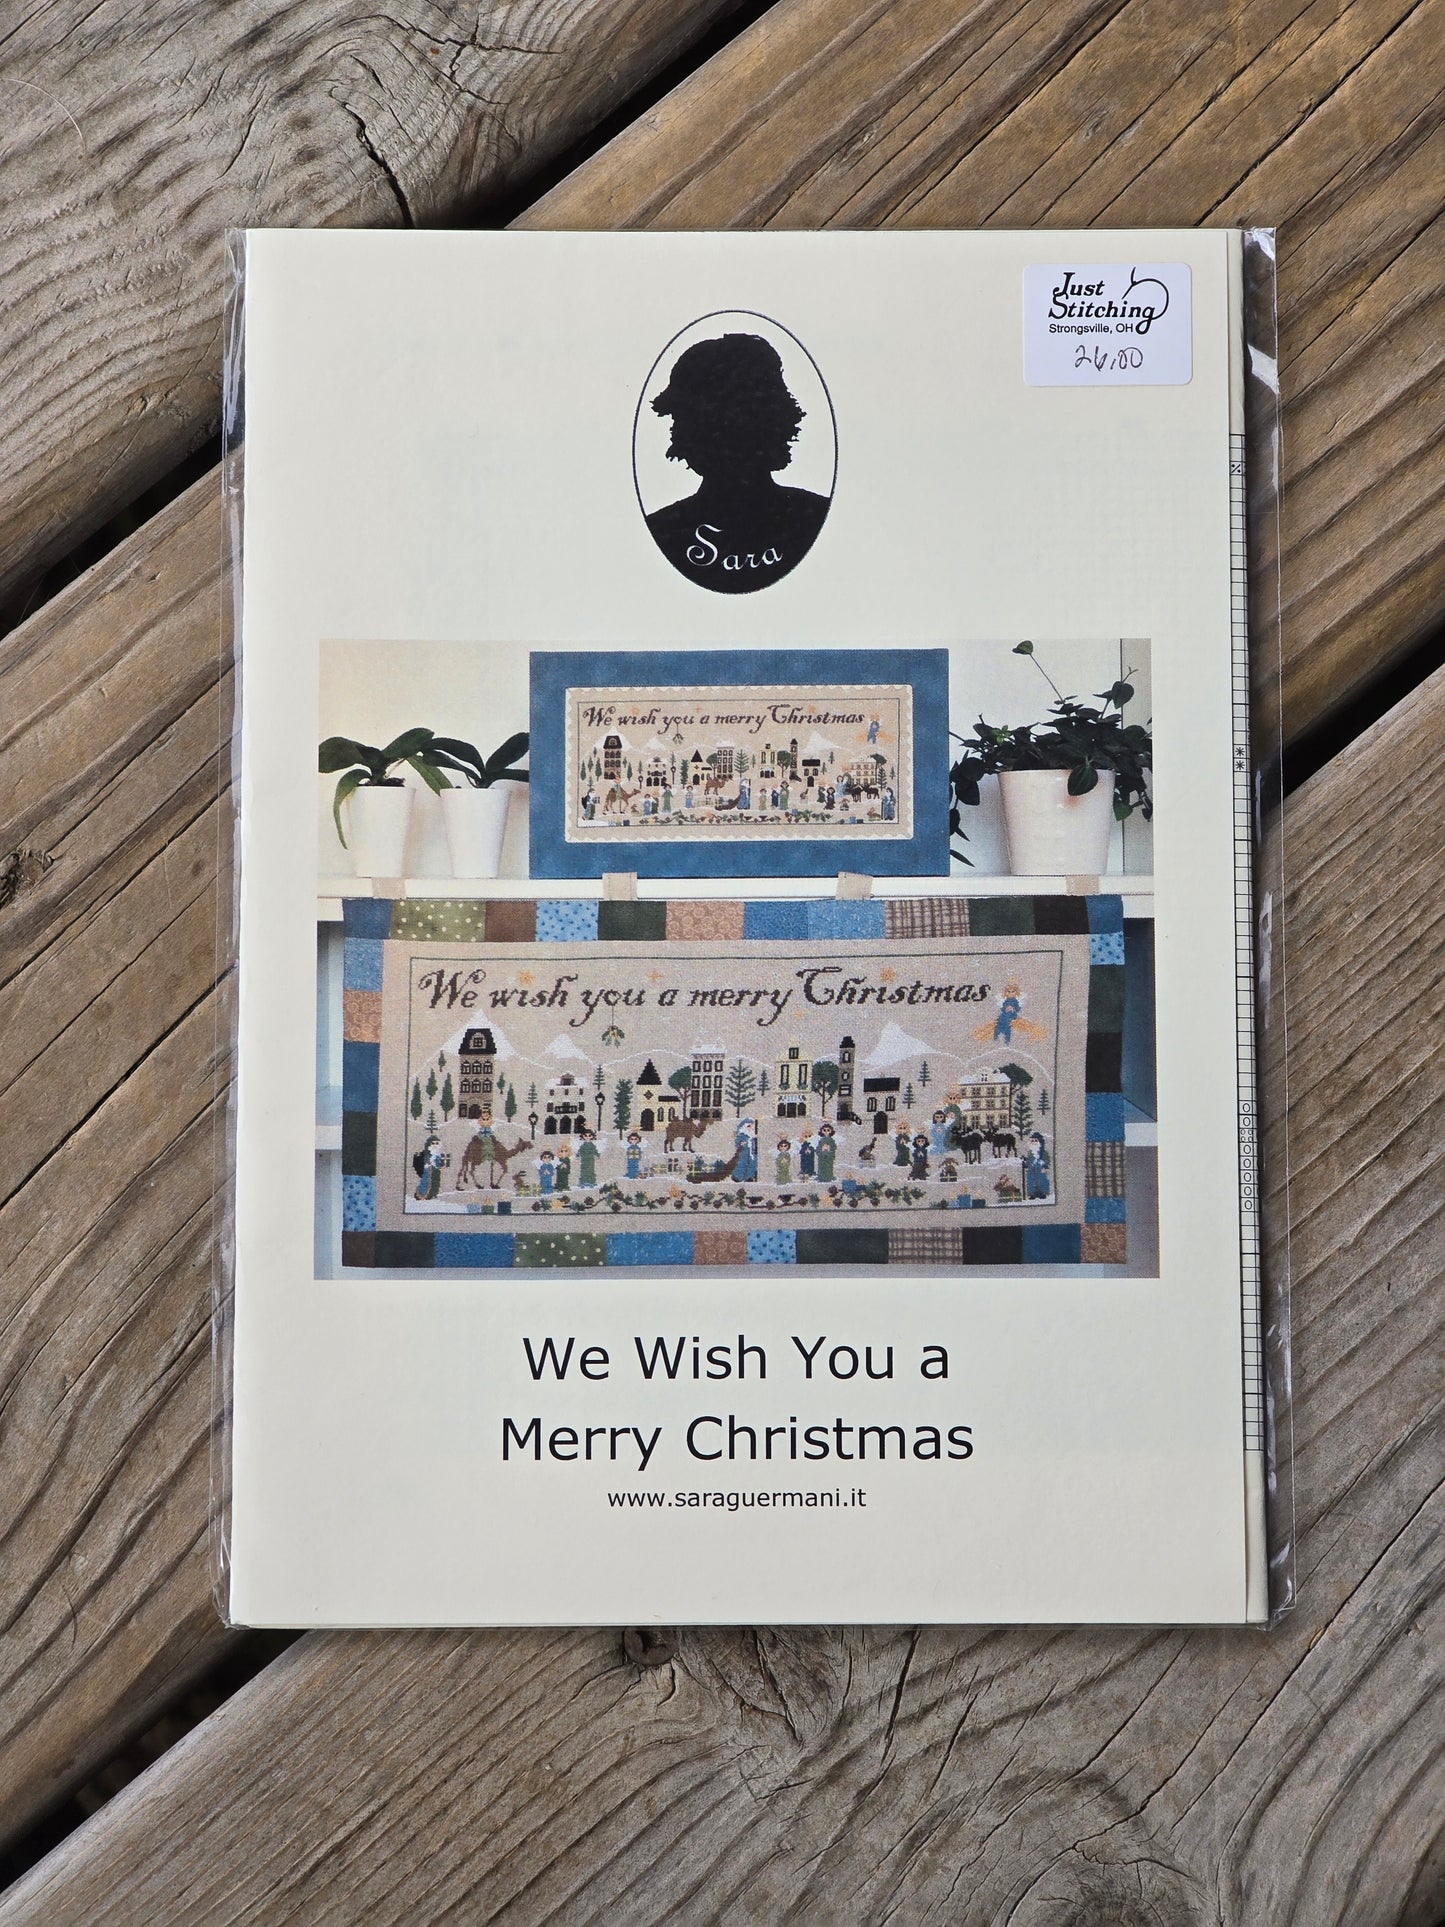 Just
Stitching
Strongsville, OH
26.00
Sara
We wish you a merry Christmas
We wish you a merry Christmas
We Wish You a
Merry Christmas
www.saraguermani.it